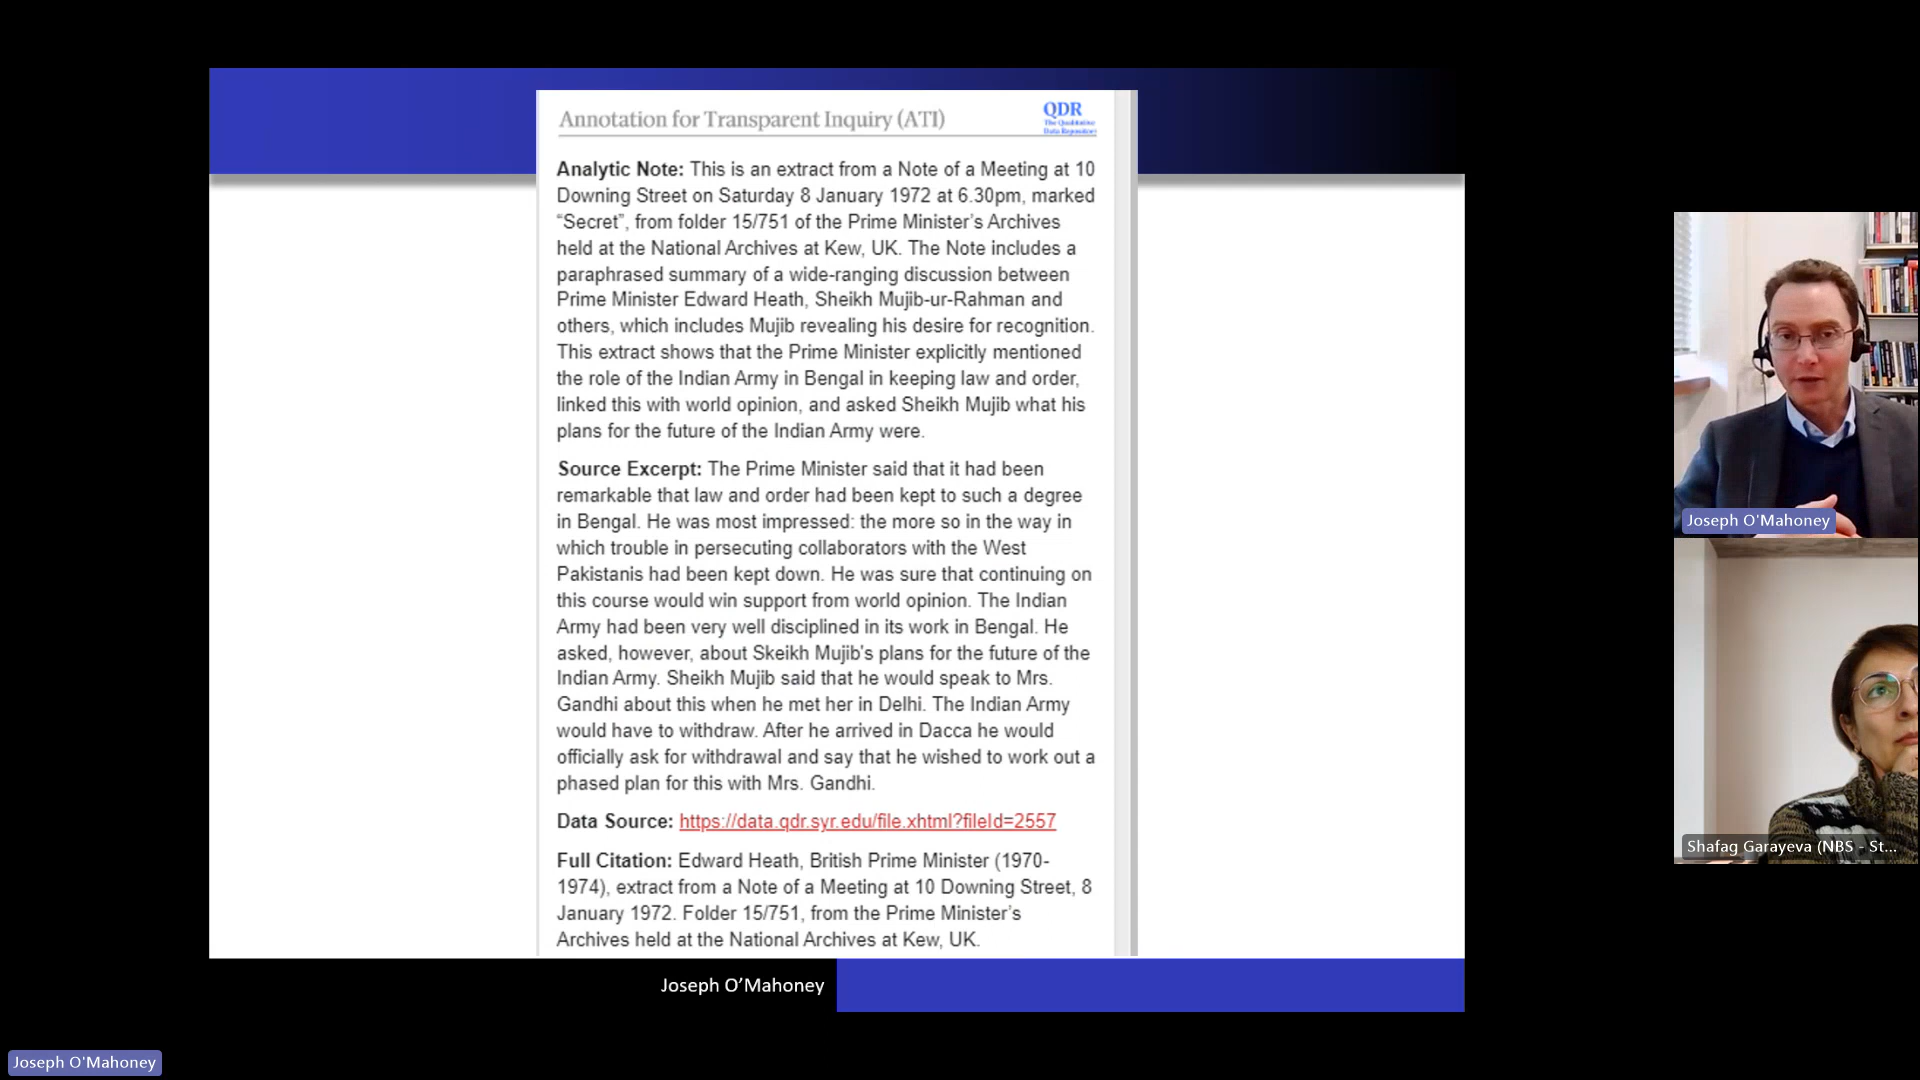 Annotation for Transparent Inquiry (ATI)
QDR
The Qualitative
Data Repository
Analytic Note: This is an extract from a Note of a Meeting at 10
Downing Street on Saturday 8 January 1972 at 6.30pm, marked
“Secret”, from folder 15/751 of the Prime Minister’s Archives
held at the National Archives at Kew, UK. The Note includes a
paraphrased summary of a wide-ranging discussion between
Prime Minister Edward Heath, Sheikh Mujib-ur-Rahman and
others, which includes Mujib revealing his desire for recognition.
This extract shows that the Prime Minister explicitly mentioned
the role of the Indian Army in Bengal in keeping law and order,
linked this with world opinion, and asked Sheikh Mujib what his
plans for the future of the Indian Army were.
Source Excerpt: The Prime Minister said that it had been
remarkable that law and order had been kept to such a degree
in Bengal. He was most impressed: the more so in the way in
which trouble in persecuting collaborators with the West
Pakistanis had been kept down. He was sure that continuing on
this course would win support from world opinion. The Indian
Army had been very well disciplined in its work in Bengal. He
asked, however, about Skeikh Mujib's plans for the future of the
Indian Army. Sheikh Mujib said that he would speak to Mrs.
Gandhi about this when he met her in Delhi. The Indian Army
would have to withdraw. After he arrived in Dacca he would
officially ask for withdrawal and say that he wished to work out a
phased plan for this with Mrs. Gandhi.
Data Source: https://data.qdr.syr.edu/file.xhtml?fileId=2557
Full Citation: Edward Heath, British Prime Minister (1970-
1974), extract from a Note of a Meeting at 10 Downing Street, 8
January 1972. Folder 15/751, from the Prime Minister’s
Archives held at the National Archives at Kew, UK.
Joseph O’Mahoney
Joseph O'Mahoney
Shafag Garayeva (NBS - St...
Joseph O'Mahoney